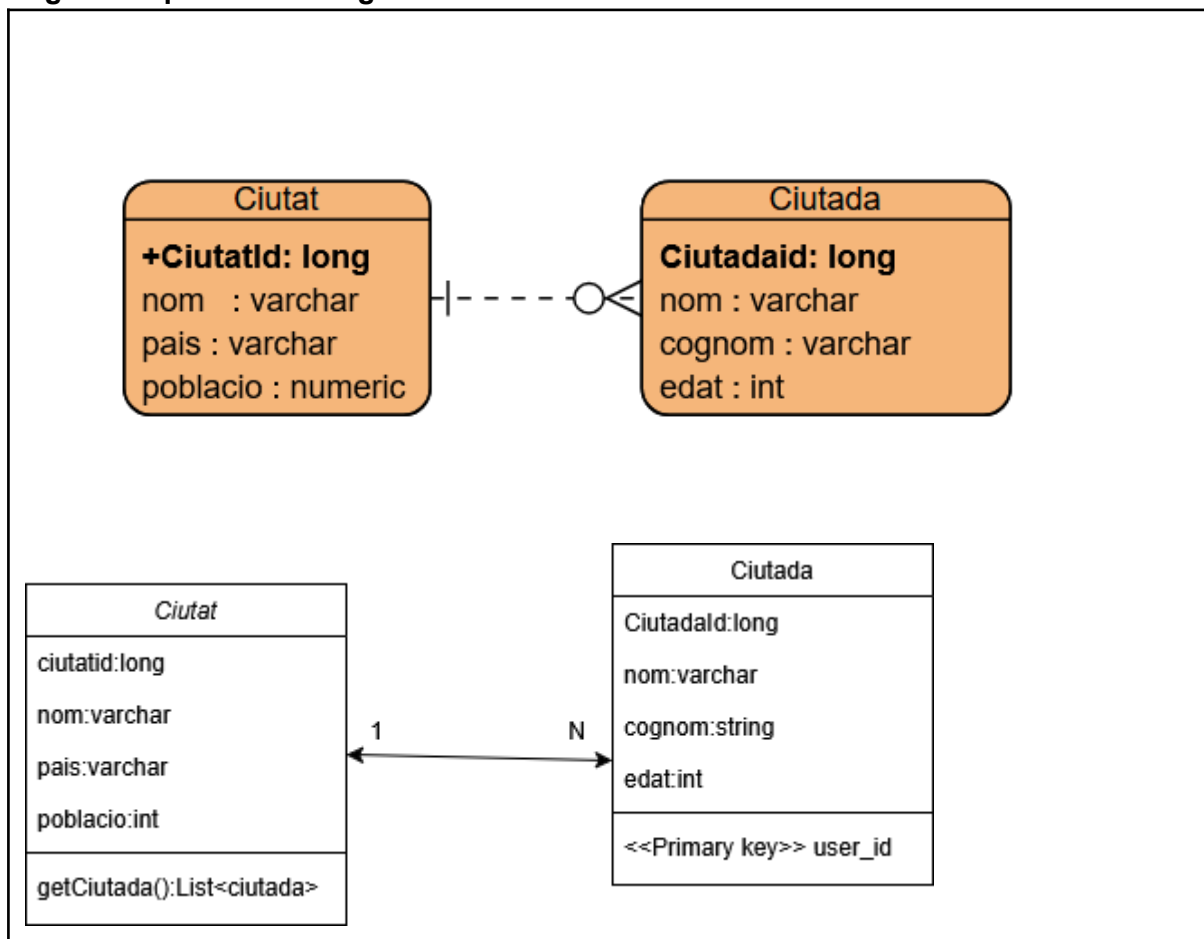 Ciutat
+CiutatId: long
nom : varchar
pais : varchar
poblacio : numeric
Ciutada
Ciutadaid: long
nom : varchar
cognom : varchar
edat : int
Ciutat
ciutatid:long
nom:varchar
pais:varchar
poblacio:int
getCiutada():List<ciutada>
1
N
Ciutada
CiutadaId:long
nom:varchar
cognom:string
edat:int
<<Primary key>> user_id